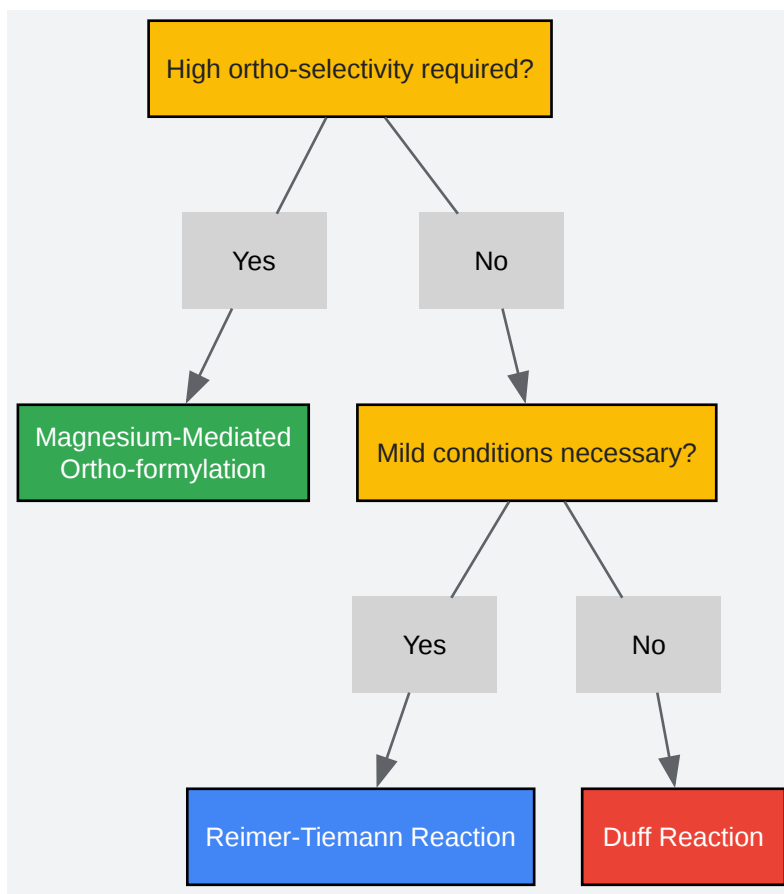 High ortho-selectivity required?
Yes
No
Magnesium-Mediated
Ortho-formylation
Mild conditions necessary?
Yes
No
Reimer-Tiemann Reaction
Duff Reaction